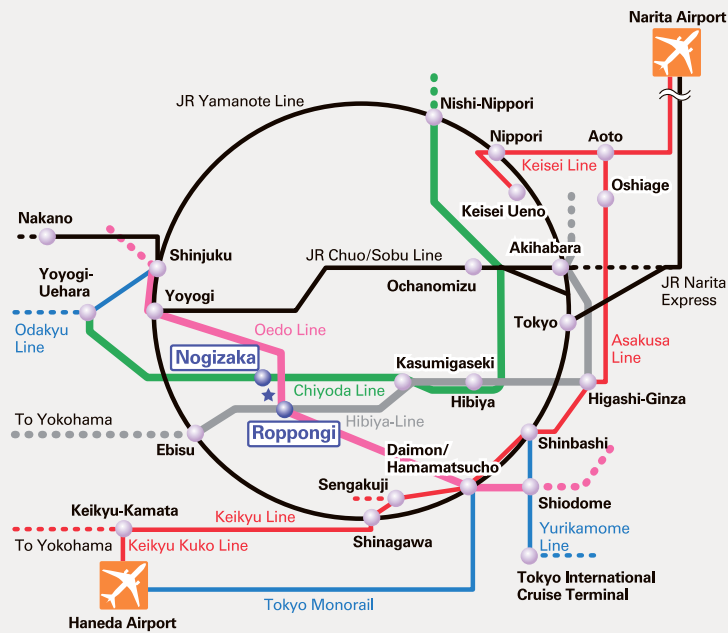 Narita Airport
JR Yamanote Line
Nishi-Nippori
Nippori
Aoto
Keisei Line
Oshiage
Keisei Ueno
Nakano
Shinjuku
Akihabara
JR Chuo/Sobu Line
Yoyogi-
Uehara
Yoyogi
Ochanomizu
JR Narita
Express
Tokyo
Odakyu
Line
Oedo Line
Asakusa
Line
Nogizaka
Kasumigaseki
Chiyoda Line
Hibiya
Higashi-Ginza
To Yokohama
Hibiya-Line
Roppongi
Ebisu
Daimon/
Hamamatsucho
Shinbashi
Sengakuji
Shiodome
Keikyu-Kamata
Keikyu Line
Yurikamome
Line
To Yokohama
Keikyu Kuko Line
Shinagawa
Tokyo International
Cruise Terminal
Tokyo Monorail
Haneda Airport